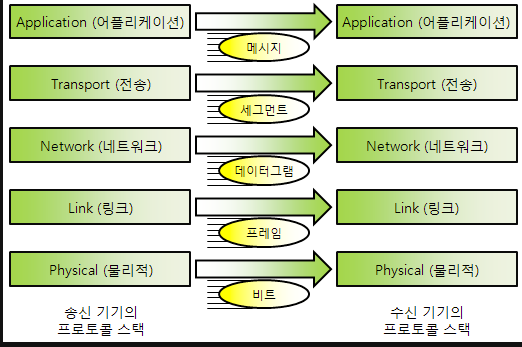 Application (어플리케이션)
메시지
Application (어플리케이션)
Transport (전송)
세그먼트
Transport (전송)
Network (네트워크)
데이터그램
Network (네트워크)
Link (링크)
프레임
Link (링크)
Physical (물리적)
비트
Physical (물리적)
송신 기기의
프로토콜 스택
수신 기기의
프로토콜 스택